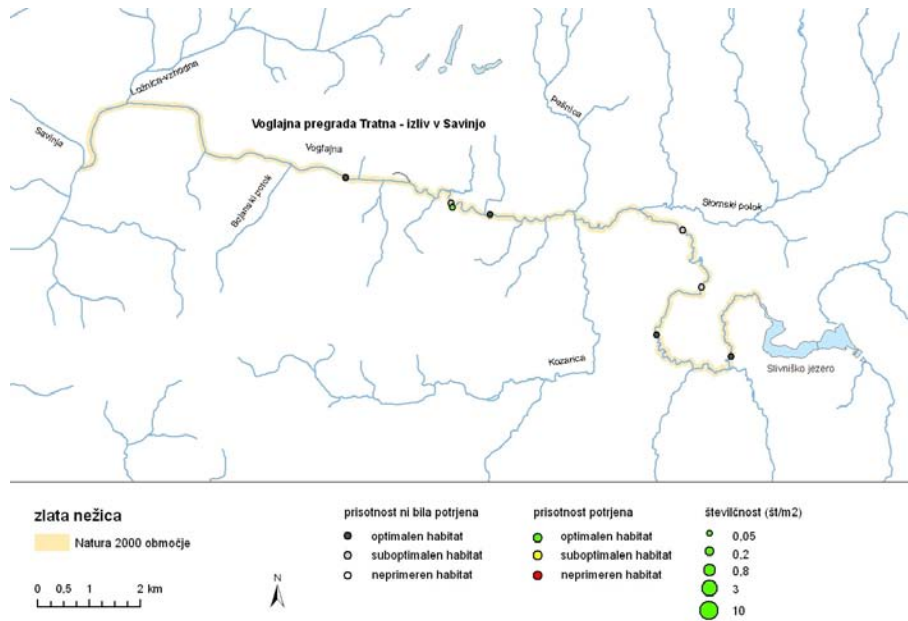 Ložnica-vzhodna
Savinja
Voglajna pregrada Tratna - izliv v Savinjo
Voglajna
Bojanski potok
Pešnica
Slomski potok
Kozarica
Slivniško jezero
zlata nežica
Natura 2000 območje
0 0,5 1 2 km
N
prisotnost ni bila potrjena
optimalen habitat
suboptimalen habitat
neprimeren habitat
prisotnost potrjena
optimalen habitat
suboptimalen habitat
neprimeren habitat
številčnost (št/m2)
0,05
0,2
0,8
3
10